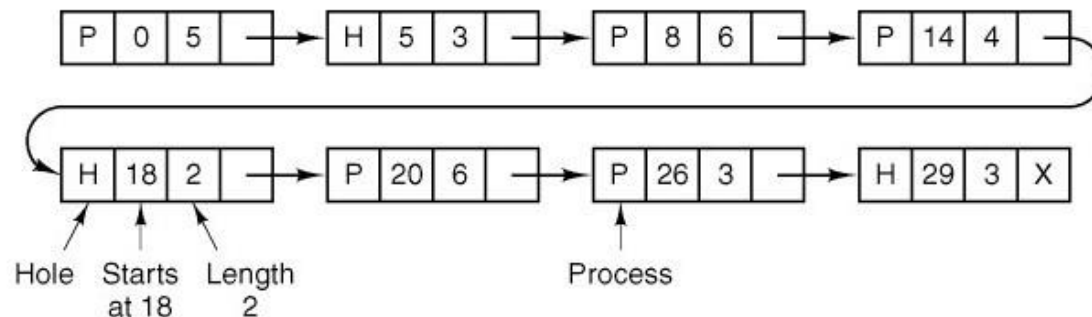 P 0 5 H 5 3 P 8 6 P 14 4
H 18 2 P 20 6 P 26 3 H 29 3 X
Hole Starts Length Process
at 18 2